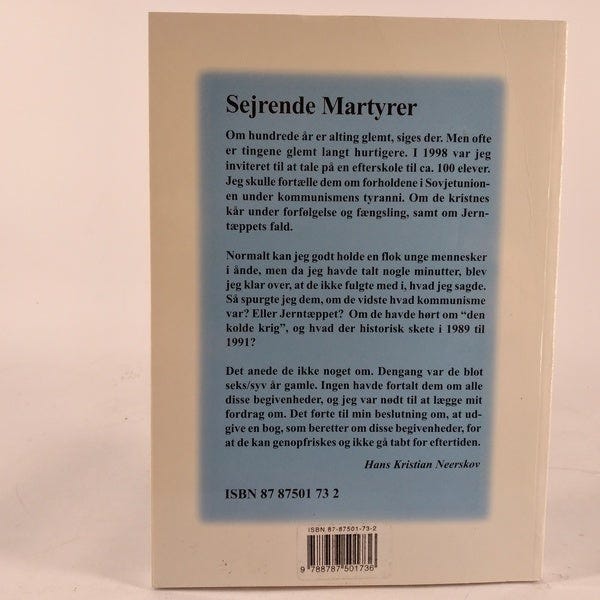 Sejrende Martyrer
Om hundrede år er alting glemt, siges der. Men ofte
er tingene glemt langt hurtigere. I 1998 var jeg
inviteret til at tale på en efterskole til ca. 100 elever.
Jeg skulle fortælle dem om forholdene i Sovjetunion-
en under kommunismens tyranni. Om de kristnes
kår under forfølgelse og fængsling, samt om Jern-
tæppets fald.
Normalt kan jeg godt holde en flok unge mennesker
i ånde, men da jeg havde talt nogle minutter, blev
jeg klar over, at de ikke fulgte med i, hvad jeg sagde.
Så spurgte jeg dem, om de vidste hvad kommunisme
var? Eller Jerntæppet? Om de havde hørt om “den
kolde krig”, og hvad der historisk skete i 1989 til
1991?
Det anede de ikke noget om. Dengang var de blot
seks/syv år gamle. Ingen havde fortalt dem om alle
disse begivenheder, og jeg var nødt til at lægge mit
fordrag om. Det førte til min beslutning om, at ud-
give en bog, som beretter om disse begivenheder, for
at de kan genopfriskes og ikke gå tabt for eftertiden.
Hans Kristian Neerskov
ISBN 87 87501 73 2
ISBN 87-87501-73-2
9 788787 501736